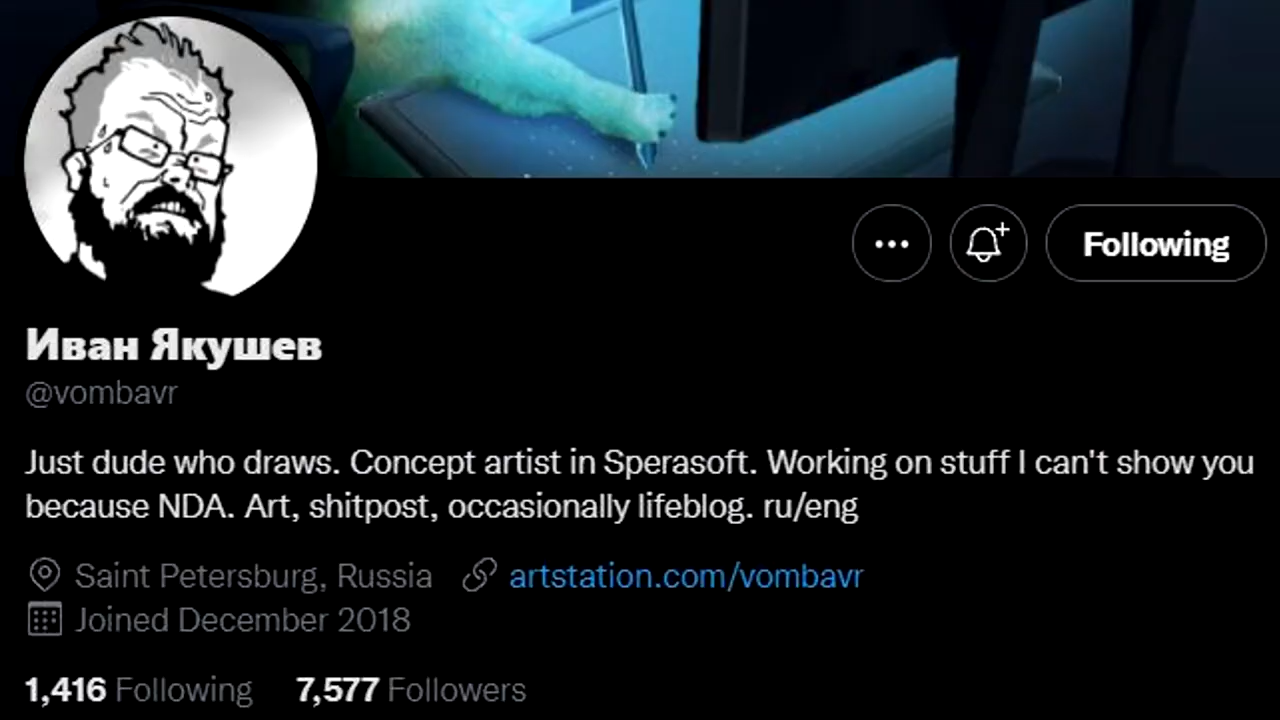 Following
Иван Якушев
@vombavr
Just dude who draws. Concept artist in Sperasoft. Working on stuff I can't show you
because NDA. Art, shitpost, occasionally lifeblog. ru/eng
Saint Petersburg, Russia artstation.com/vombavr
Joined December 2018
1,416 Following 7,577 Followers